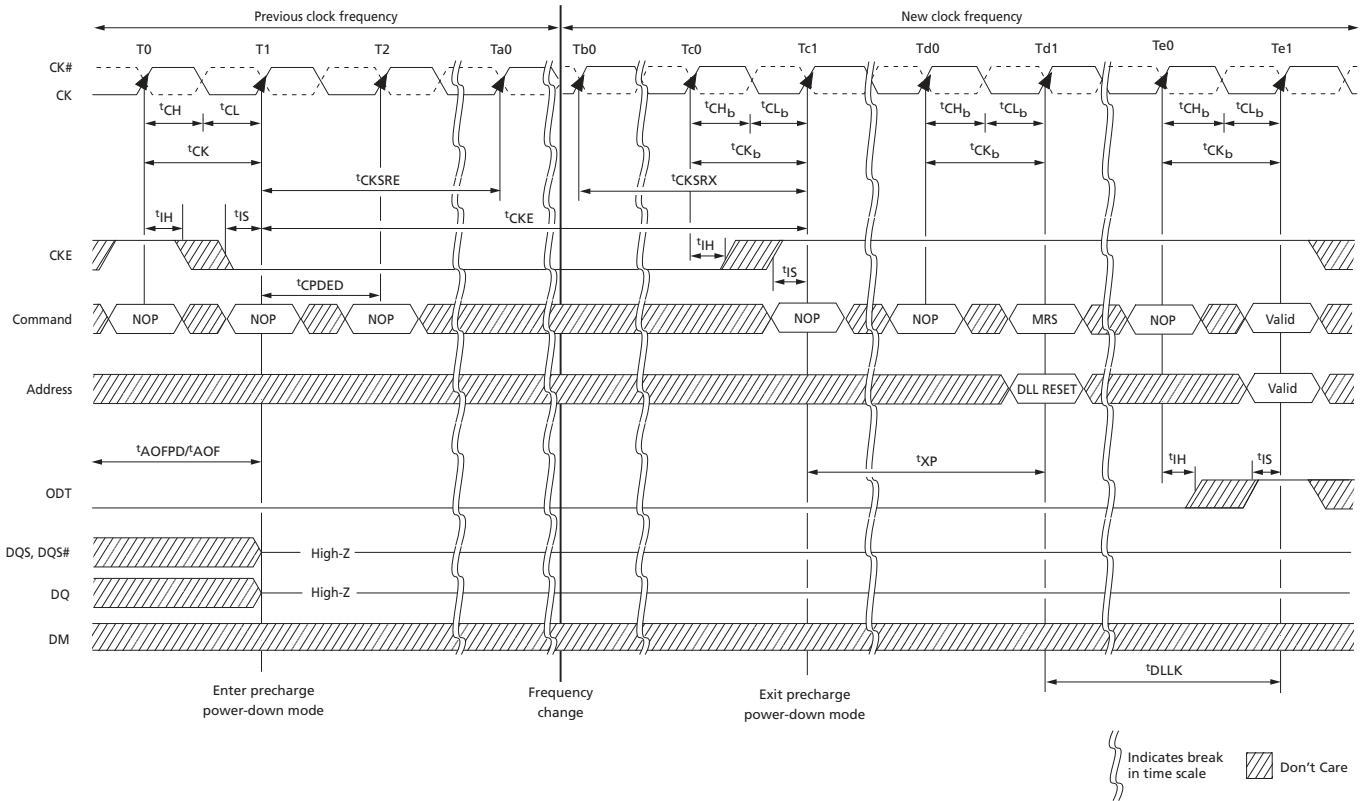 Previous clock frequency
New clock frequency
T0 T1 T2 Ta0 Tb0 Tc0 Tc1 Td0 Td1 Te0 Te1
CK#
CK
tCH tCL tCHb tCLb tCHb tCLb tCHb tCLb
tCK tCKb tCKb tCKb
tCKSRE tCKSRX
tIH tIS tCKE
CKE tIH
tIS
tCPDED
Command NOP NOP NOP NOP NOP MRS NOP Valid
Address DLL RESET Valid
tAOFPD/tAOF tXP tIH tIS
ODT
DQS, DQS# High-Z
DQ High-Z
DM
tDLLK
Enter precharge
power-down mode
Frequency
change
Exit precharge
power-down mode
Indicates break
in time scale
Don't Care